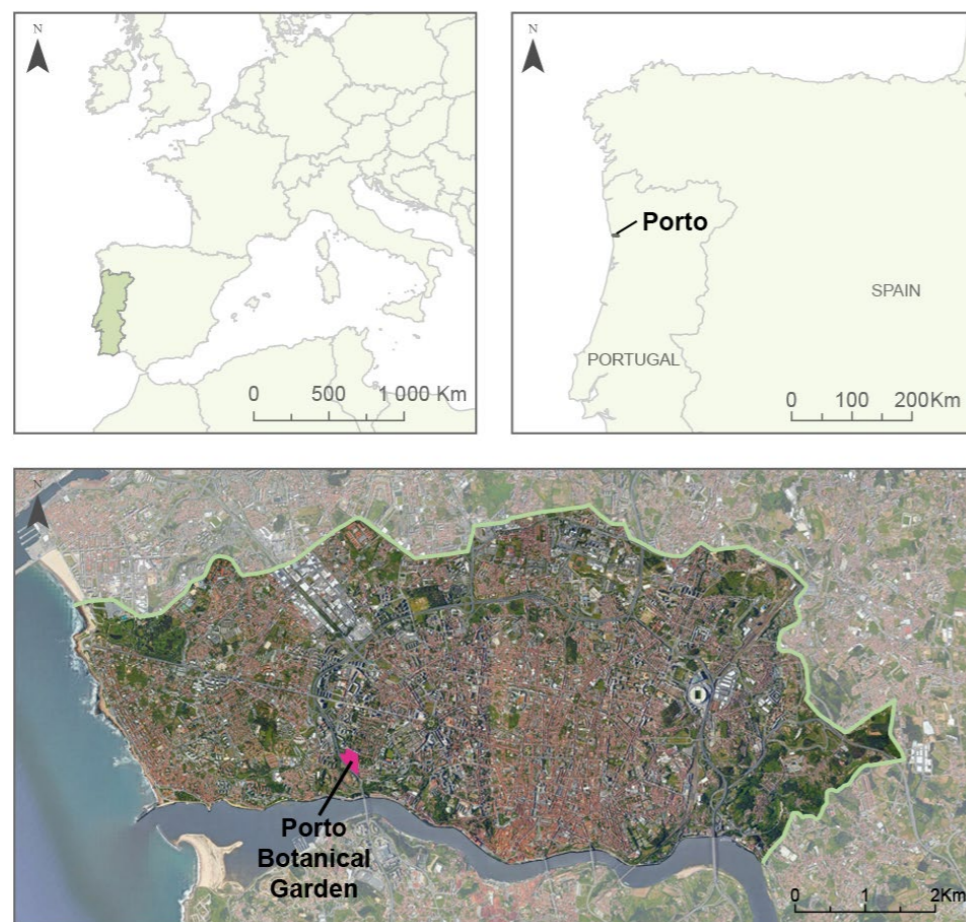 N
0 500 1 000 Km
N
Porto
SPAIN
PORTUGAL
0 100 200Km
N
Porto
Botanical
Garden
0 1 2Km